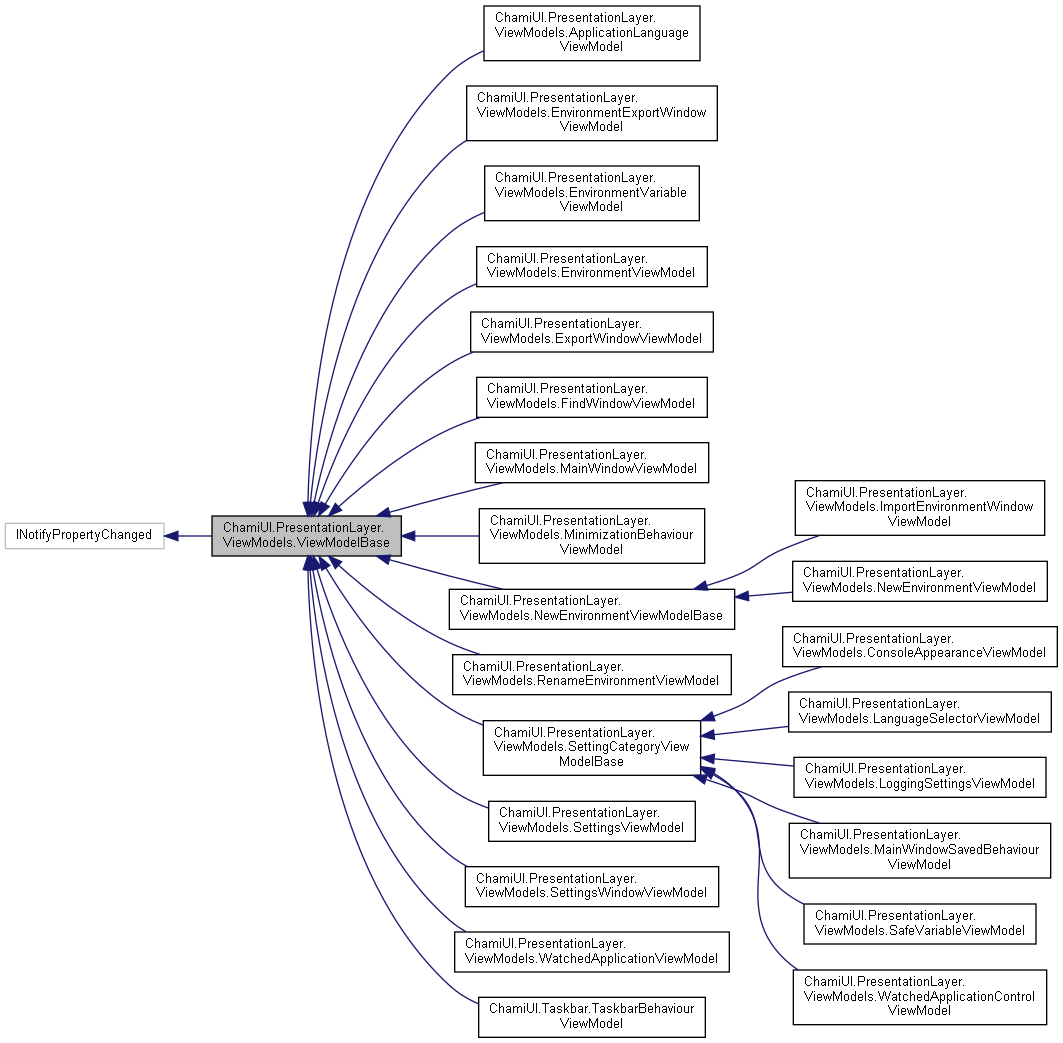 INotifyPropertyChanged
ChamiUI.PresentationLayer.
ViewModels.ViewModelBase
ChamiUI.PresentationLayer.
ViewModels.ApplicationLanguage
ViewModel
ChamiUI.PresentationLayer.
ViewModels.EnvironmentExportWindow
ViewModel
ChamiUI.PresentationLayer.
ViewModels.EnvironmentVariable
ViewModel
ChamiUI.PresentationLayer.
ViewModels.EnvironmentViewModel
ChamiUI.PresentationLayer.
ViewModels.ExportWindowViewModel
ChamiUI.PresentationLayer.
ViewModels.FindWindowViewModel
ChamiUI.PresentationLayer.
ViewModels.MainWindowViewModel
ChamiUI.PresentationLayer.
ViewModels.MinimizationBehaviour
ViewModel
ChamiUI.PresentationLayer.
ViewModels.NewEnvironmentViewModelBase
ChamiUI.PresentationLayer.
ViewModels.RenameEnvironmentViewModel
ChamiUI.PresentationLayer.
ViewModels.SettingCategoryView
ModelBase
ChamiUI.PresentationLayer.
ViewModels.SettingsViewModel
ChamiUI.PresentationLayer.
ViewModels.SettingsWindowViewModel
ChamiUI.PresentationLayer.
ViewModels.WatchedApplicationViewModel
ChamiUI.Taskbar.TaskbarBehaviour
ViewModel
ChamiUI.PresentationLayer.
ViewModels.ImportEnvironmentWindow
ViewModel
ChamiUI.PresentationLayer.
ViewModels.NewEnvironmentViewModel
ChamiUI.PresentationLayer.
ViewModels.ConsoleAppearanceViewModel
ChamiUI.PresentationLayer.
ViewModels.LanguageSelectorViewModel
ChamiUI.PresentationLayer.
ViewModels.LoggingSettingsViewModel
ChamiUI.PresentationLayer.
ViewModels.MainWindowSavedBehaviour
ViewModel
ChamiUI.PresentationLayer.
ViewModels.SafeVariableViewModel
ChamiUI.PresentationLayer.
ViewModels.WatchedApplicationControl
ViewModel